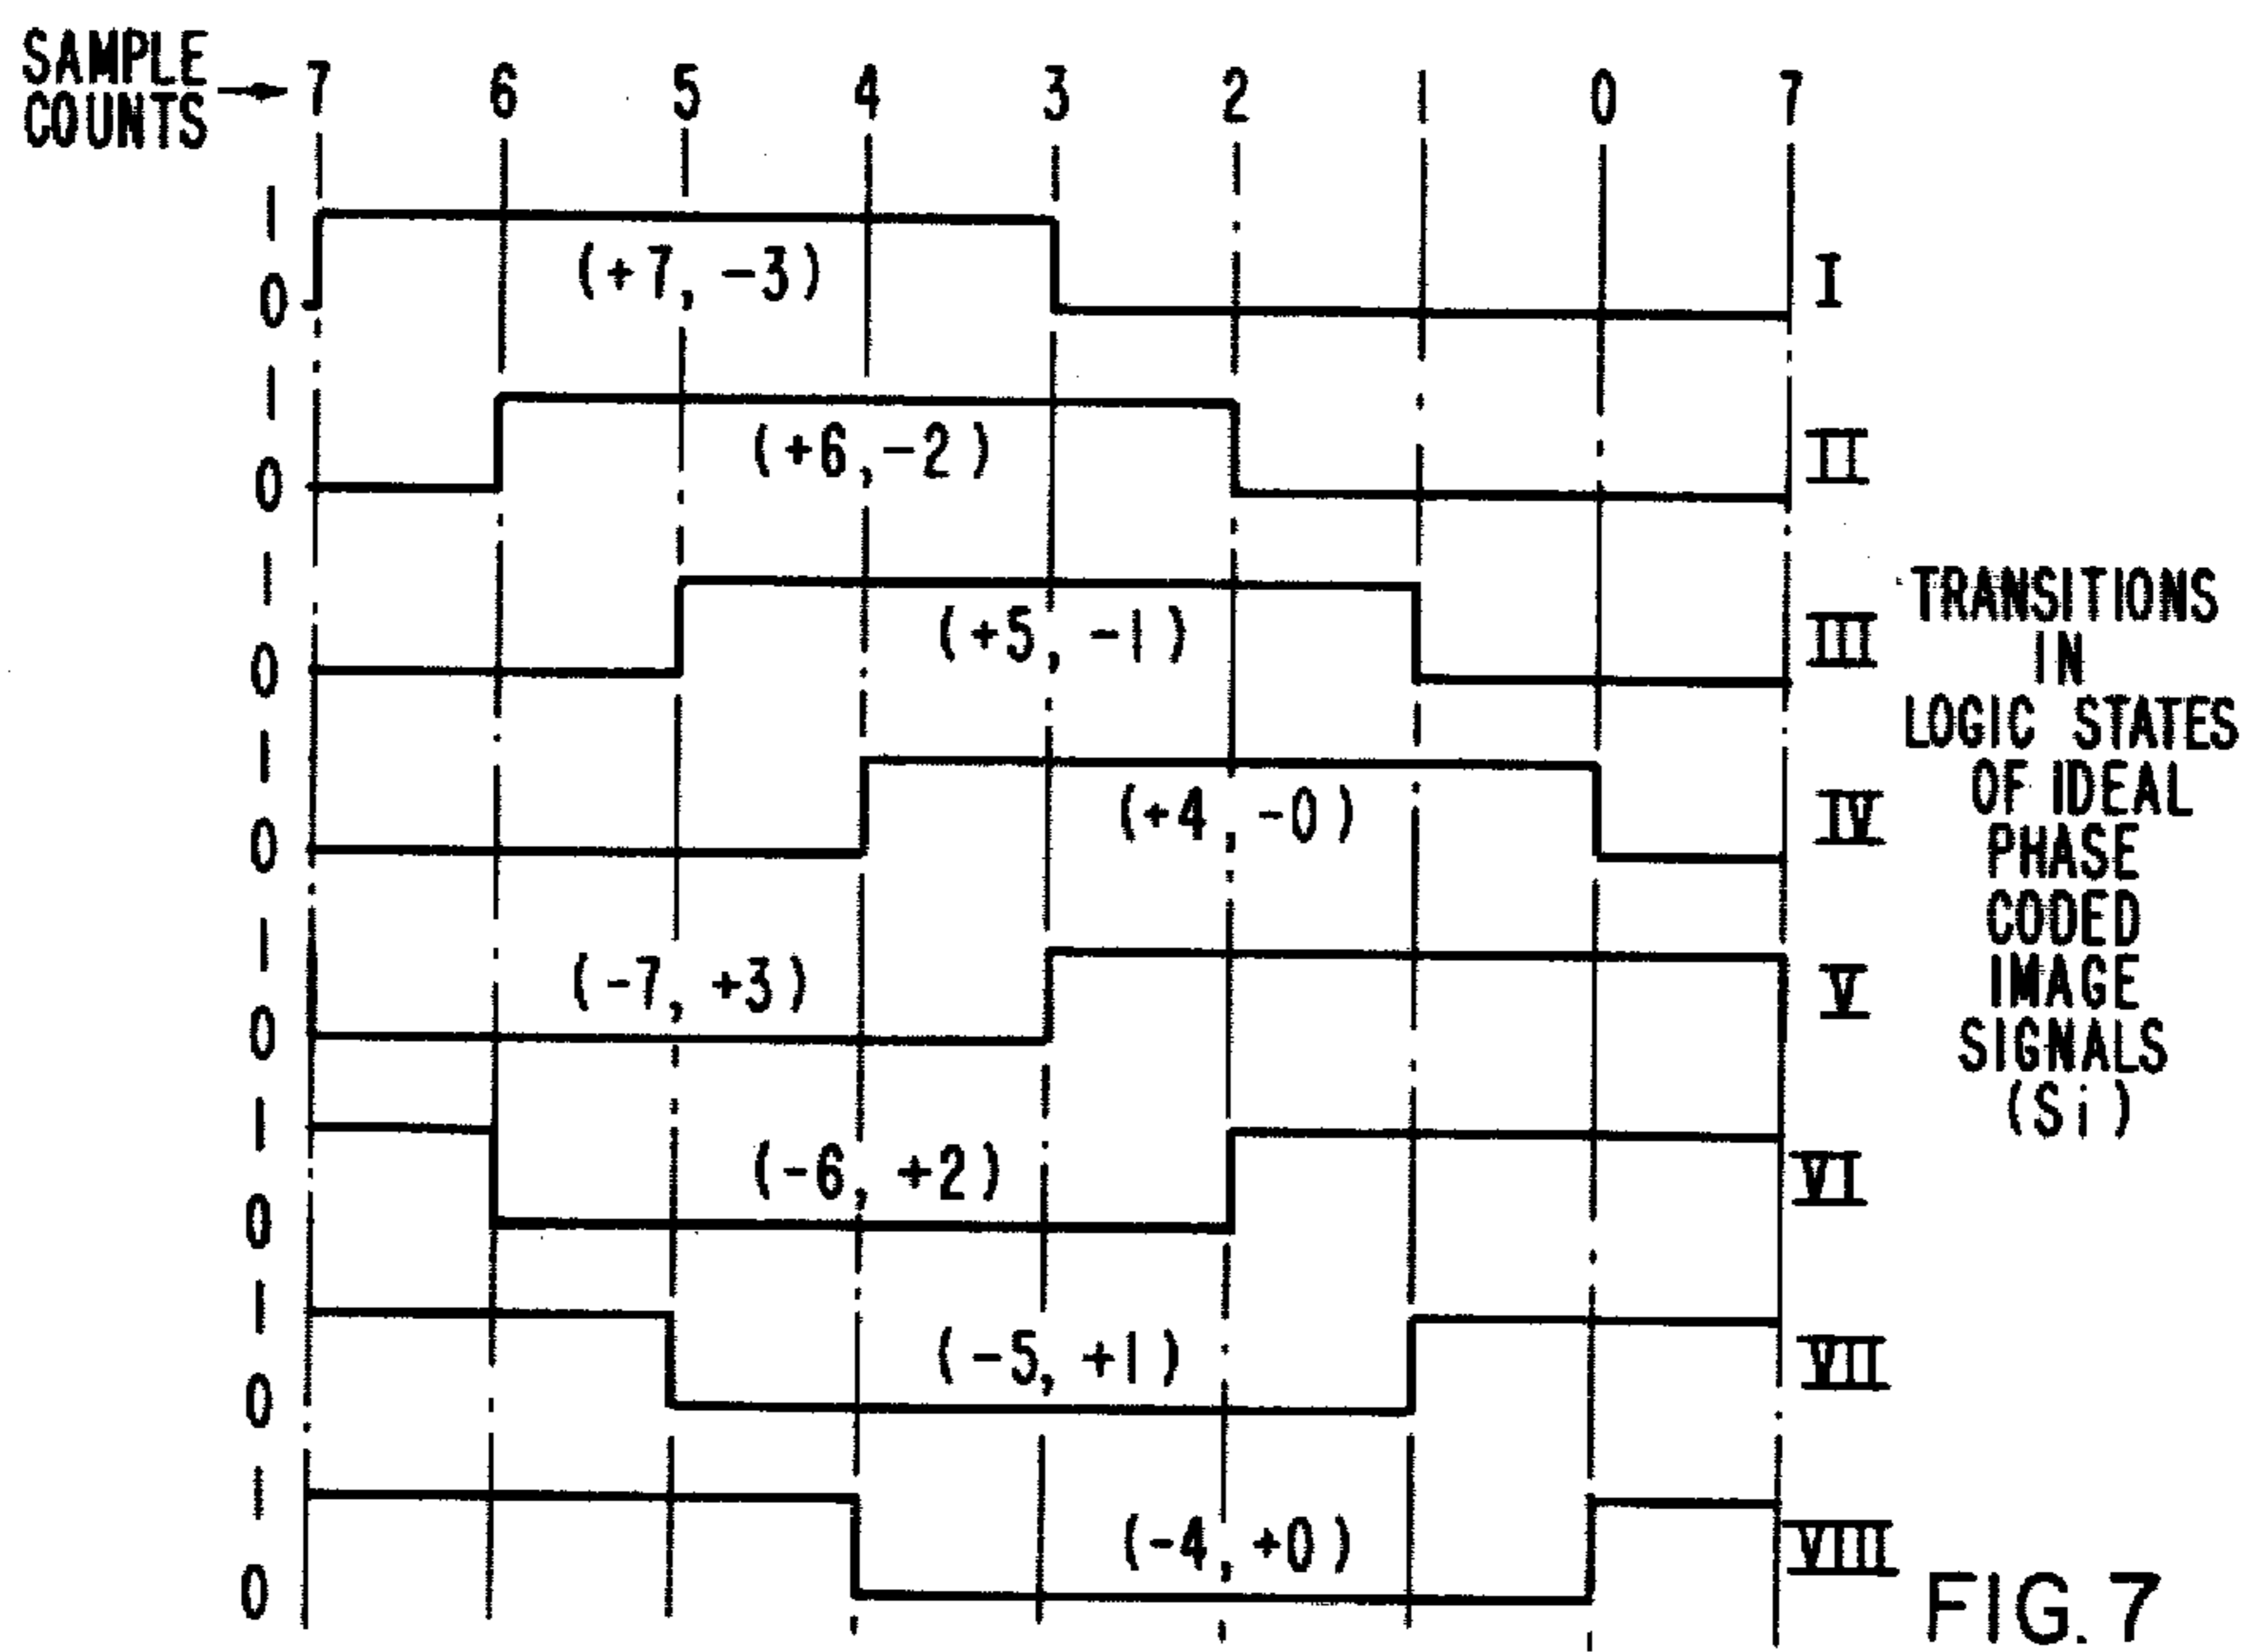 SAMPLE
COUNTS
7 6 5 4 3 2 1 0 7
1
0
(+7, -3)
I
1
0
(+6, -2)
II
1
0
(+5, -1)
III
1
0
(+4, -0)
IV
1
0
(-7, +3)
V
1
0
(-6, +2)
VI
1
0
(-5, +1)
VII
1
0
(-4, +0)
VIII
TRANSITIONS
IN
LOGIC STATES
OF IDEAL
PHASE
CODED
IMAGE
SIGNALS
(Si)
FIG. 7